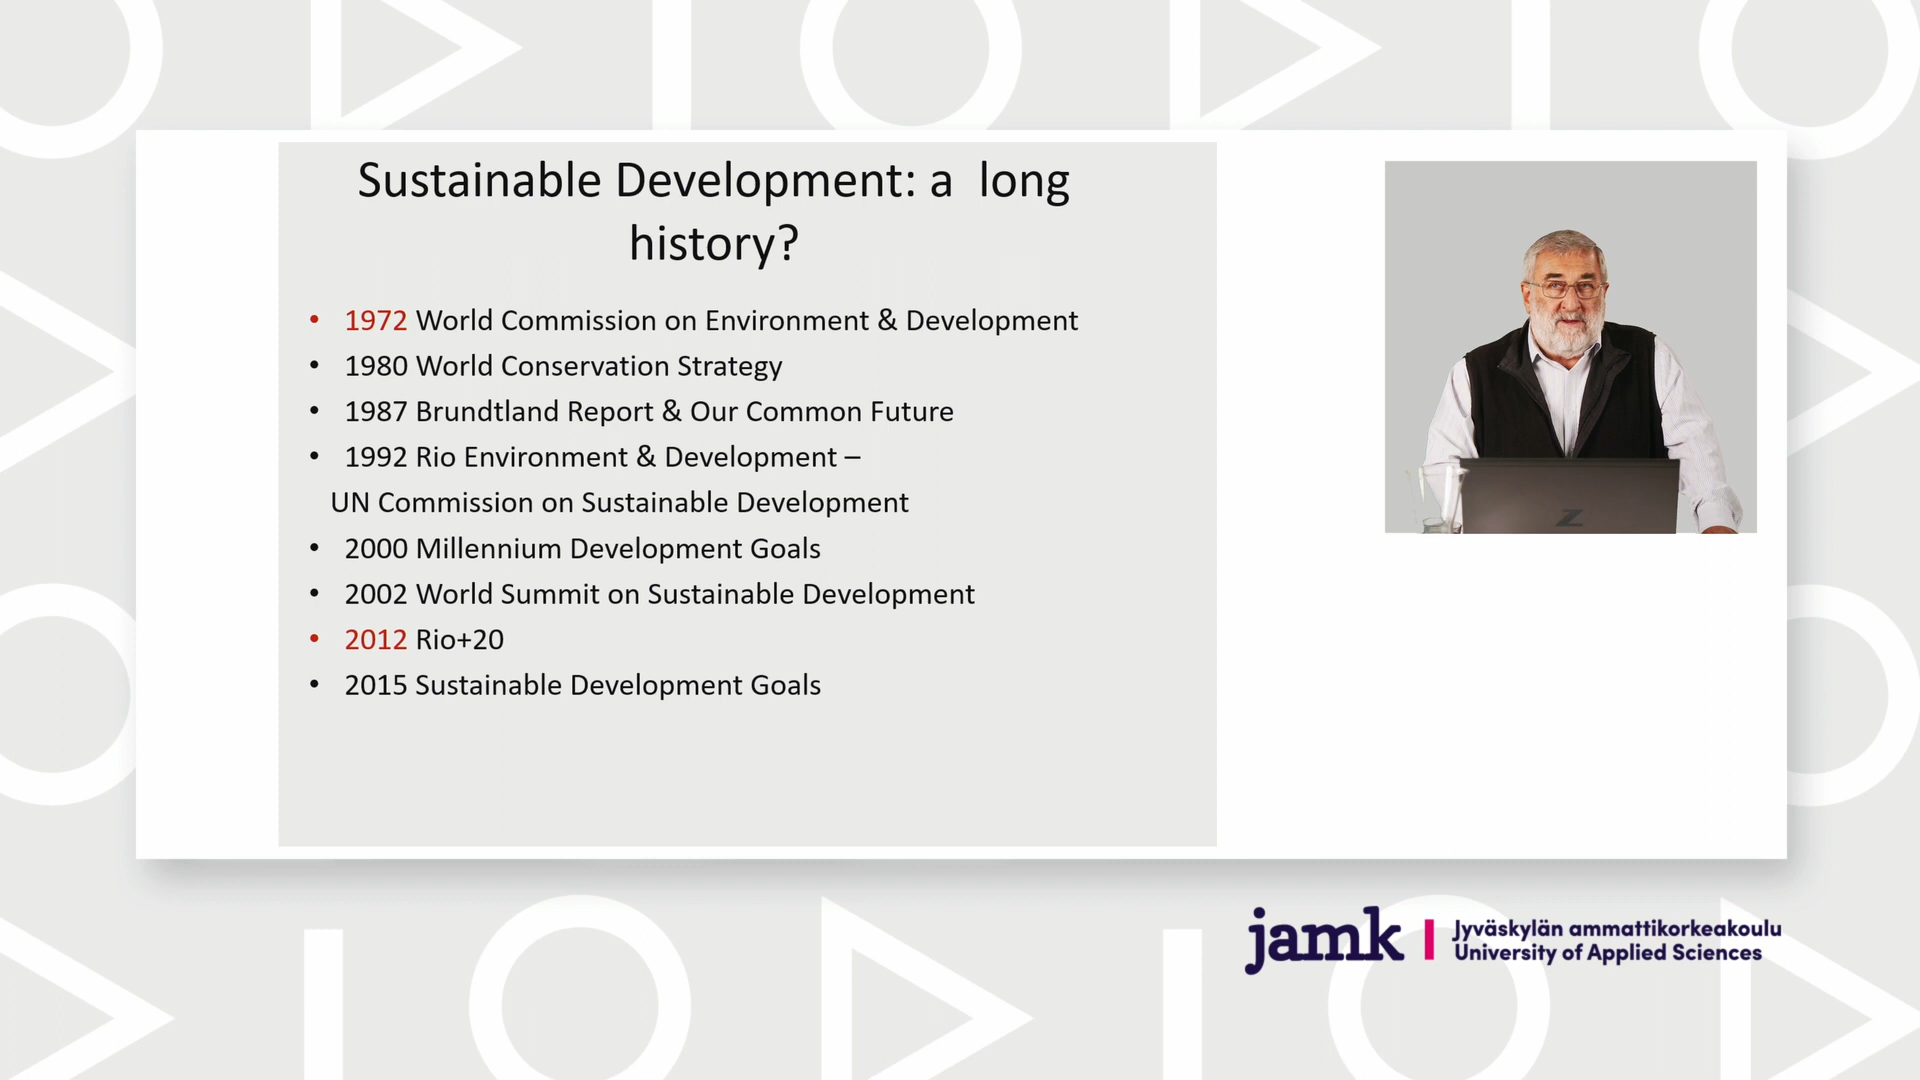 Sustainable Development: a  long
history?
• 1972 World Commission on Environment & Development
• 1980 World Conservation Strategy
• 1987 Brundtland Report & Our Common Future
• 1992 Rio Environment & Development –
UN Commission on Sustainable Development
• 2000 Millennium Development Goals
• 2002 World Summit on Sustainable Development
• 2012 Rio+20
• 2015 Sustainable Development Goals
jamk
Jyväskylän ammattikorkeakoulu
University of Applied Sciences